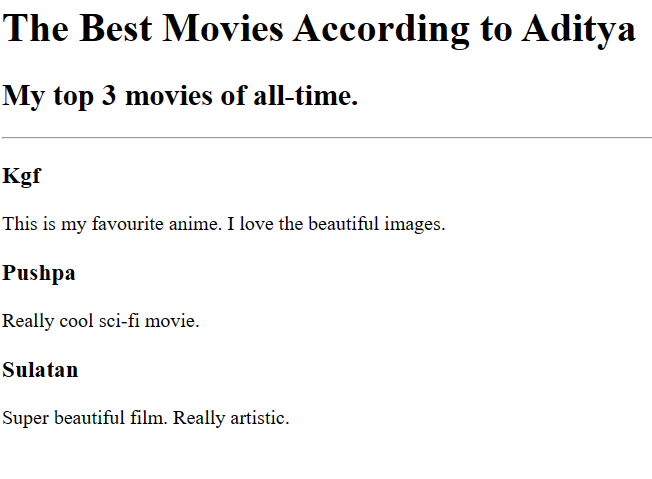 The Best Movies According to Aditya
My top 3 movies of all-time.
Kgf
This is my favourite anime. I love the beautiful images.
Pushpa
Really cool sci-fi movie.
Sulatan
Super beautiful film. Really artistic.